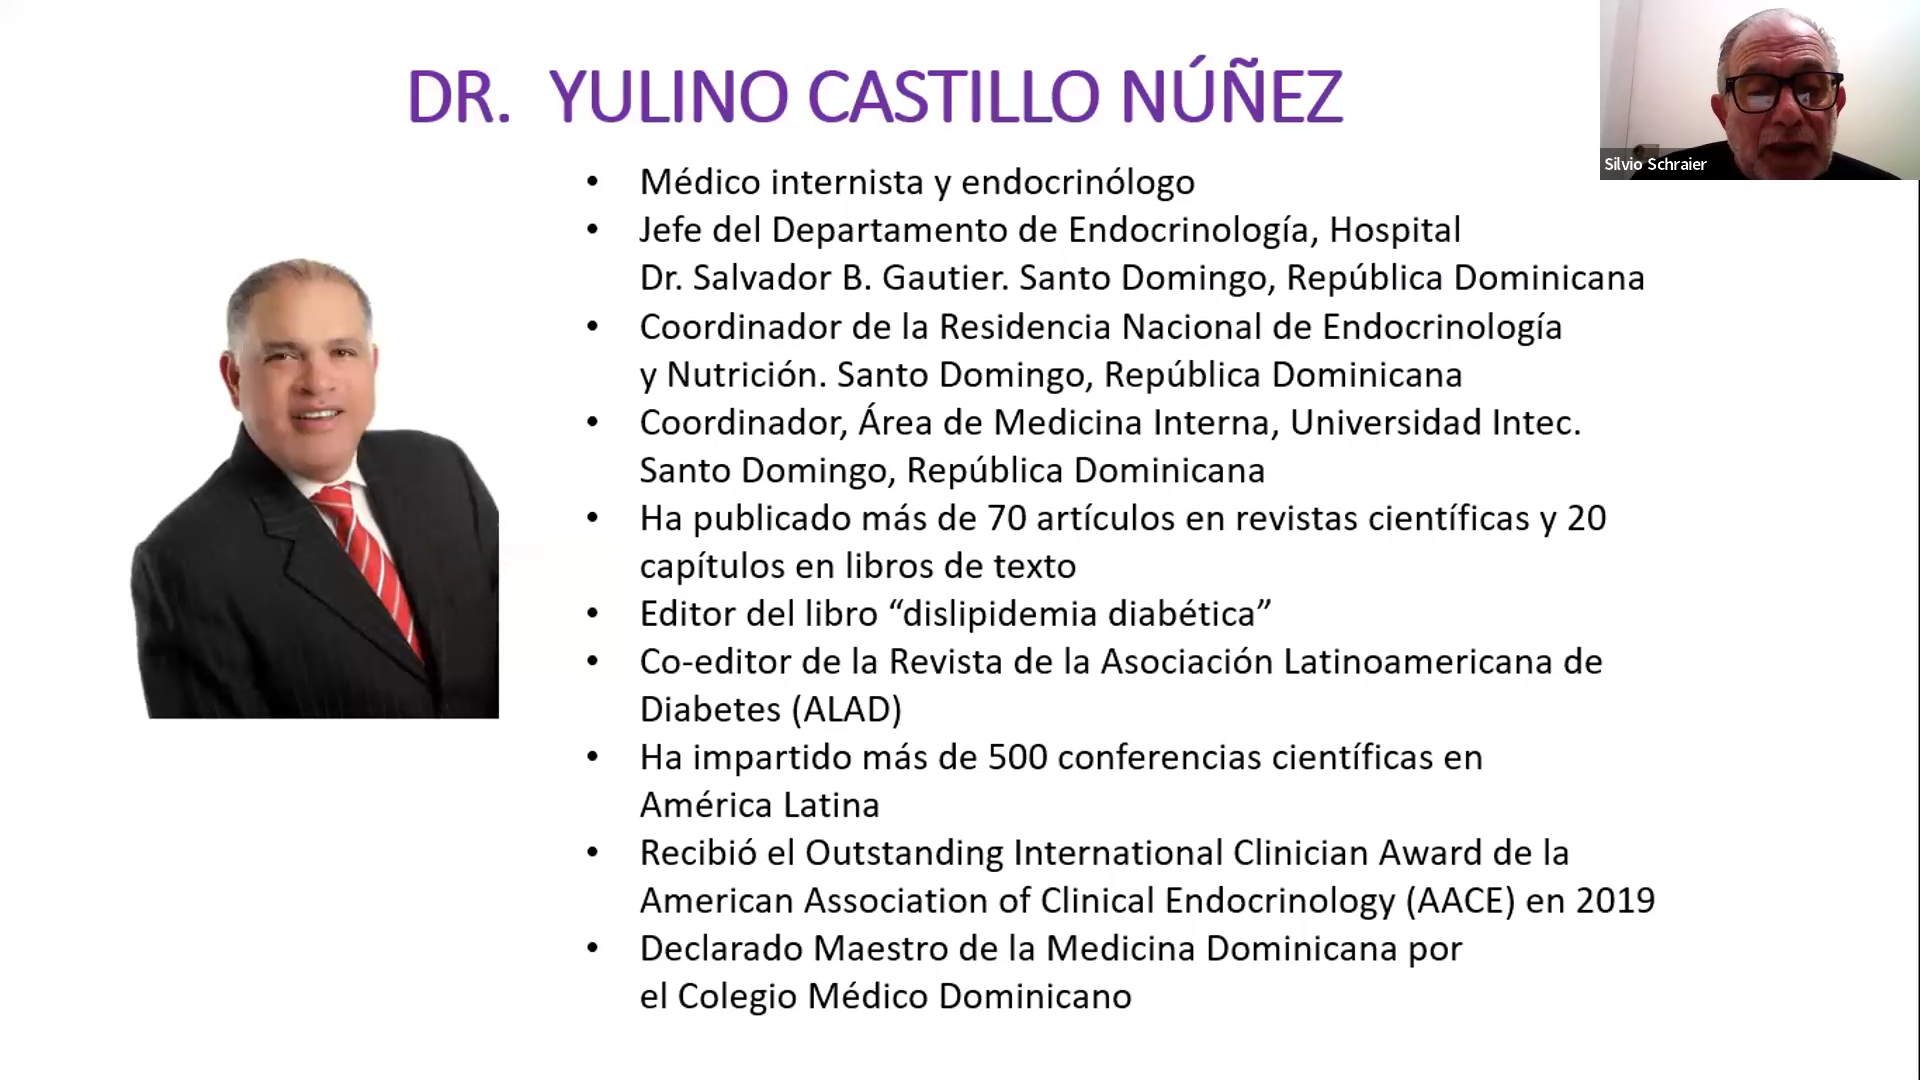 DR. YULINO CASTILLO NÚÑEZ
Silvio Schraier
• Médico internista y endocrinólogo
• Jefe del Departamento de Endocrinología, Hospital
Dr. Salvador B. Gautier. Santo Domingo, República Dominicana
• Coordinador de la Residencia Nacional de Endocrinología
y Nutrición. Santo Domingo, República Dominicana
• Coordinador, Área de Medicina Interna, Universidad Intec.
Santo Domingo, República Dominicana
• Ha publicado más de 70 artículos en revistas científicas y 20
capítulos en libros de texto
• Editor del libro “dislipidemia diabética”
• Co-editor de la Revista de la Asociación Latinoamericana de
Diabetes (ALAD)
• Ha impartido más de 500 conferencias científicas en
América Latina
• Recibió el Outstanding International Clinician Award de la
American Association of Clinical Endocrinology (AACE) en 2019
• Declarado Maestro de la Medicina Dominicana por
el Colegio Médico Dominicano